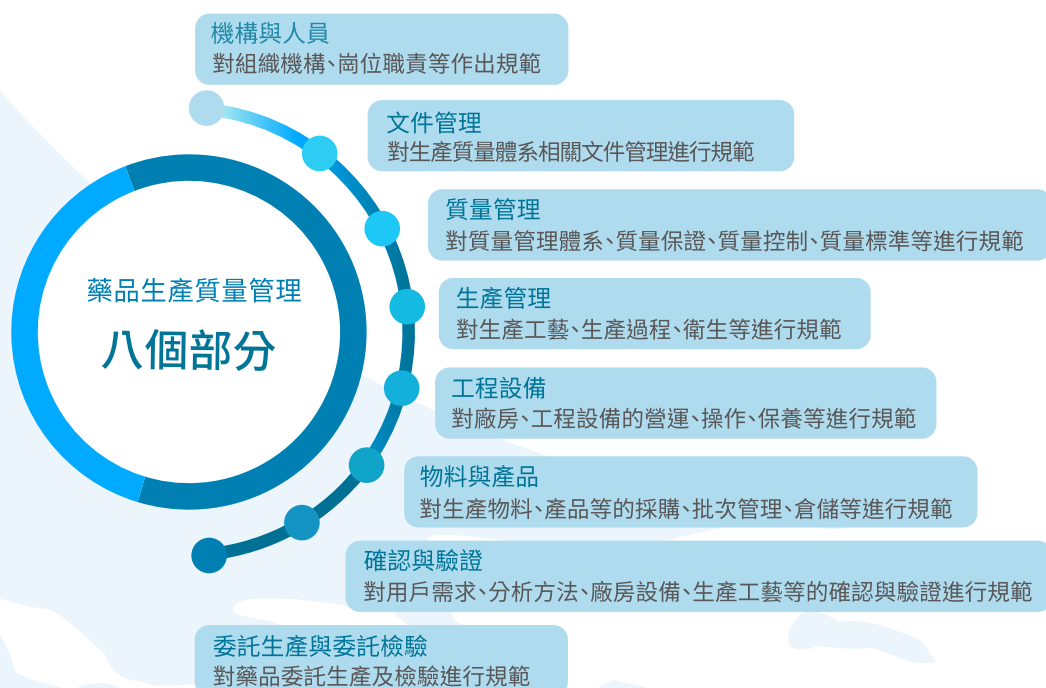 機構與人員
對組織機構、崗位職責等作出規範
文件管理
對生產質量體系相關文件管理進行規範
質量管理
對質量管理體系、質量保證、質量控制、質量標準等進行規範
藥品生產質量管理
八個部分
生產管理
對生產工藝、生產過程、衛生等進行規範
工程設備
對廠房、工程設備的營運、操作、保養等進行規範
物料與產品
對生產物料、產品等的採購、批次管理、倉儲等進行規範
確認與驗證
對用戶需求、分析方法、廠房設備、生產工藝等的確認與驗證進行規範
委託生產與委託檢驗
對藥品委託生產及檢驗進行規範